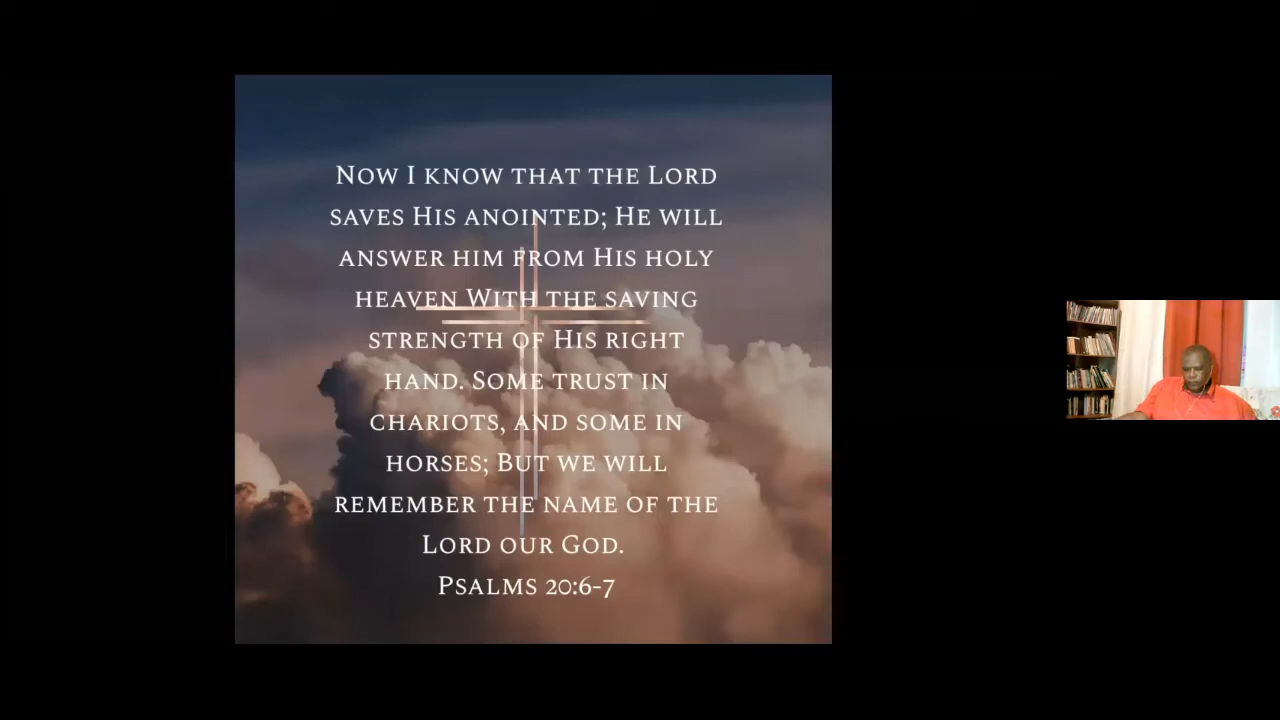 Now I know that the Lord
saves His anointed; He will
answer him from His holy
heaven With the saving
strength of His right
hand. Some trust in
chariots, and some in
horses; But we will
remember the name of the
Lord our God.
Psalms 20:6-7